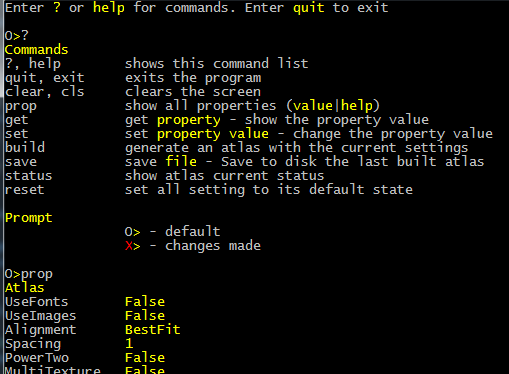 Enter ? or help for commands. Enter quit to exit
O>?
Commands
?, help shows this command list
quit, exit exits the program
clear, cls clears the screen
prop show all properties (value|help)
get get property - show the property value
set set property value - change the property value
build generate an atlas with the current settings
save save file - Save to disk the last built atlas
status show atlas current status
reset set all setting to its default state
Prompt
O> - default
X> - changes made
O>prop
Atlas
UseFonts False
UseImages False
Alignment BestFit
Spacing 1
PowerTwo False
MultiTexture False